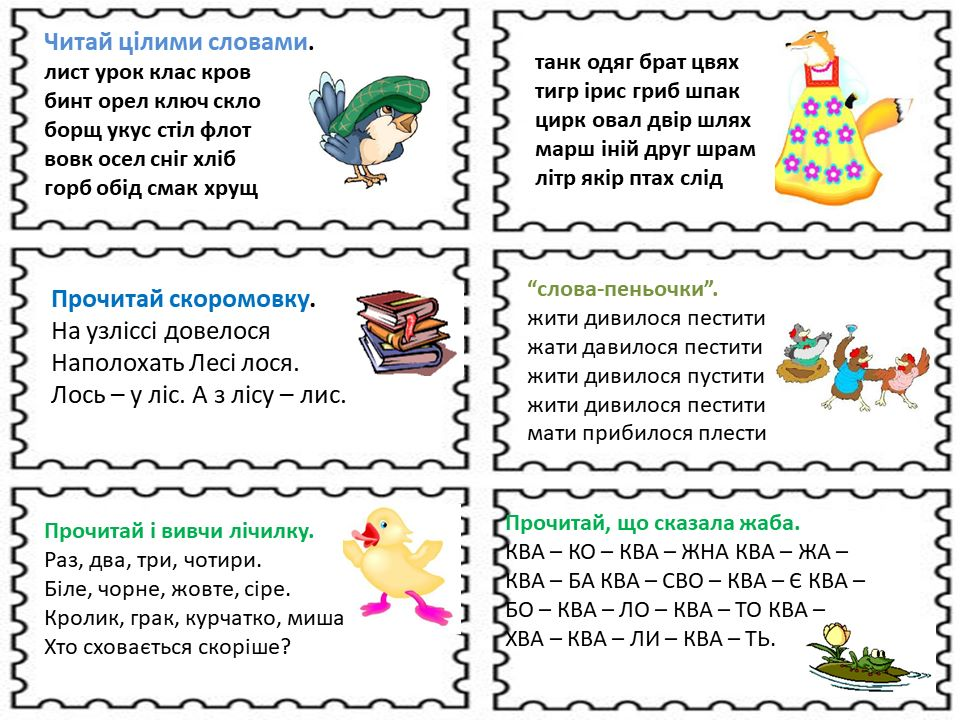 Читай цілими словами.
лист урок клас кров
бинт орел ключ скло
борщ укус стіл флот
вовк осел сніг хліб
горб обід смак хрущ
танк одяг брат цвях
тигр ірис гриб шпак
цирк овал двір шлях
марш іній друг шрам
літр якір птах слід
Прочитай скоромовку.
На узліссі довелося
Наполохать Лесі лося.
Лось – у ліс. А з лісу – лис.
“слова-пеньочки”.
жити дивилося пестити
жати давилося пестити
жити дивилося пустити
жити дивилося пестити
мати прибилося плести
Прочитай і вивчи лічилку.
Раз, два, три, чотири.
Біле, чорне, жовте, сіре.
Кролик, грак, курчатко, миша
Хто сховається скоріше?
Прочитай, що сказала жаба.
КВА – КО – КВА – ЖНА КВА – ЖА –
КВА – БА КВА – СВО – КВА – Є КВА –
БО – КВА – ЛО – КВА – ТО КВА –
ХВА – КВА – ЛИ – КВА – ТЬ.